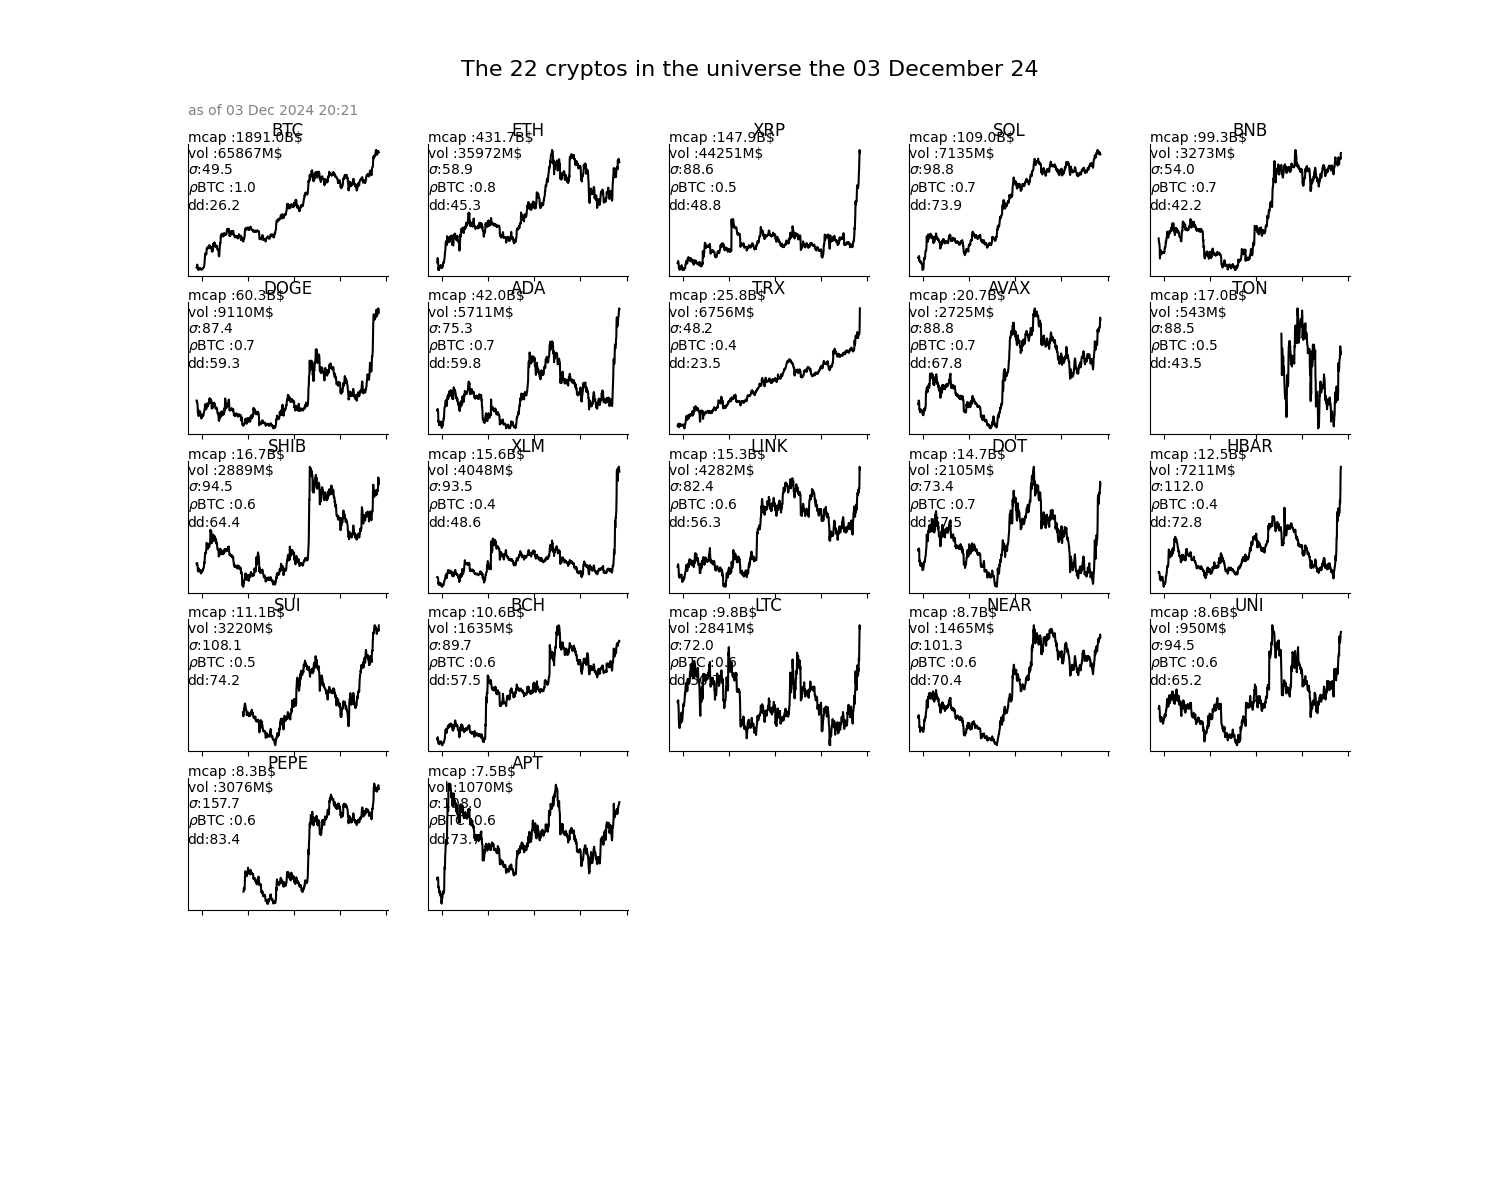 The 22 cryptos in the universe the 03 December 24
as of 03 Dec 2024 20:21
BTC
mcap :1891.0B$
vol :65867M$
σ:49.5
ρBTC :1.0
dd:26.2
ETH
mcap :431.7B$
vol :35972M$
σ:58.9
ρBTC :0.8
dd:45.3
XRP
mcap :147.9B$
vol :44251M$
σ:88.6
ρBTC :0.5
dd:48.8
SOL
mcap :109.0B$
vol :7135M$
σ:98.8
ρBTC :0.7
dd:73.9
BNB
mcap :99.3B$
vol :3273M$
σ:54.0
ρBTC :0.7
dd:42.2
DOGE
mcap :60.3B$
vol :9110M$
σ:87.4
ρBTC :0.7
dd:59.3
ADA
mcap :42.0B$
vol :5711M$
σ:75.3
ρBTC :0.7
dd:59.8
TRX
mcap :25.8B$
vol :6756M$
σ:48.2
ρBTC :0.4
dd:23.5
AVAX
mcap :20.7B$
vol :2725M$
σ:88.8
ρBTC :0.7
dd:67.8
TON
mcap :17.0B$
vol :543M$
σ:88.5
ρBTC :0.5
dd:43.5
SHIB
mcap :16.7B$
vol :2889M$
σ:94.5
ρBTC :0.6
dd:64.4
XLM
mcap :15.6B$
vol :4048M$
σ:93.5
ρBTC :0.4
dd:48.6
LINK
mcap :15.3B$
vol :4282M$
σ:82.4
ρBTC :0.6
dd:56.3
DOT
mcap :14.7B$
vol :2105M$
σ:73.4
ρBTC :0.7
HBAR
mcap :12.5B$
vol :7211M$
σ:112.0
ρBTC :0.4
dd:72.8
SUI
mcap :11.1B$
vol :3220M$
σ:108.1
ρBTC :0.5
dd:74.2
BCH
mcap :10.6B$
vol :1635M$
σ:89.7
ρBTC :0.6
dd:57.5
LTC
mcap :9.8B$
vol :2841M$
σ:72.0
ρBTC :0.6
NEAR
mcap :8.7B$
vol :1465M$
σ:101.3
ρBTC :0.6
dd:70.4
UNI
mcap :8.6B$
vol :950M$
σ:94.5
ρBTC :0.6
dd:65.2
PEPE
mcap :8.3B$
vol :3076M$
σ:157.7
ρBTC :0.6
dd:83.4
APT
mcap :7.5B$
vol :1070M$
σ:108.0
ρBTC :0.6